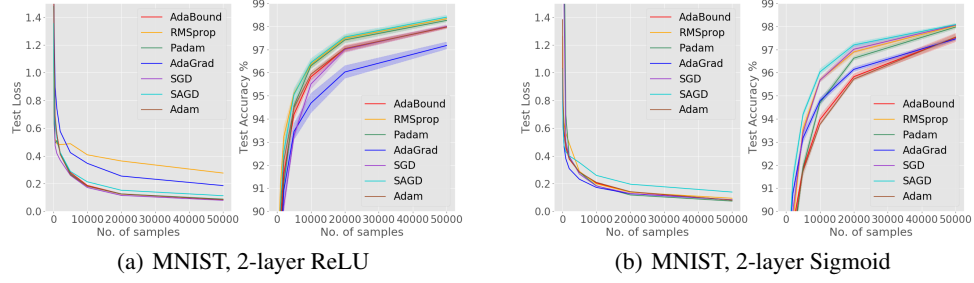 1.4
1.2
1.0
0.8
0.6
0.4
0.2
0.0
Test Loss
0 10000 20000 30000 40000 50000
No. of samples
AdaBound
RMSprop
Padam
AdaGrad
SGD
SAGD
Adam
99
98
97
96
95
94
93
92
91
90
Test Accuracy %
0 10000 20000 30000 40000 50000
No. of samples
AdaBound
RMSprop
Padam
AdaGrad
SGD
SAGD
Adam
(a) MNIST, 2-layer ReLU
1.4
1.2
1.0
0.8
0.6
0.4
0.2
0.0
Test Loss
0 10000 20000 30000 40000 50000
No. of samples
AdaBound
RMSprop
Padam
AdaGrad
SGD
SAGD
Adam
99
98
97
96
95
94
93
92
91
90
Test Accuracy %
0 10000 20000 30000 40000 50000
No. of samples
AdaBound
RMSprop
Padam
AdaGrad
SGD
SAGD
Adam
(b) MNIST, 2-layer Sigmoid